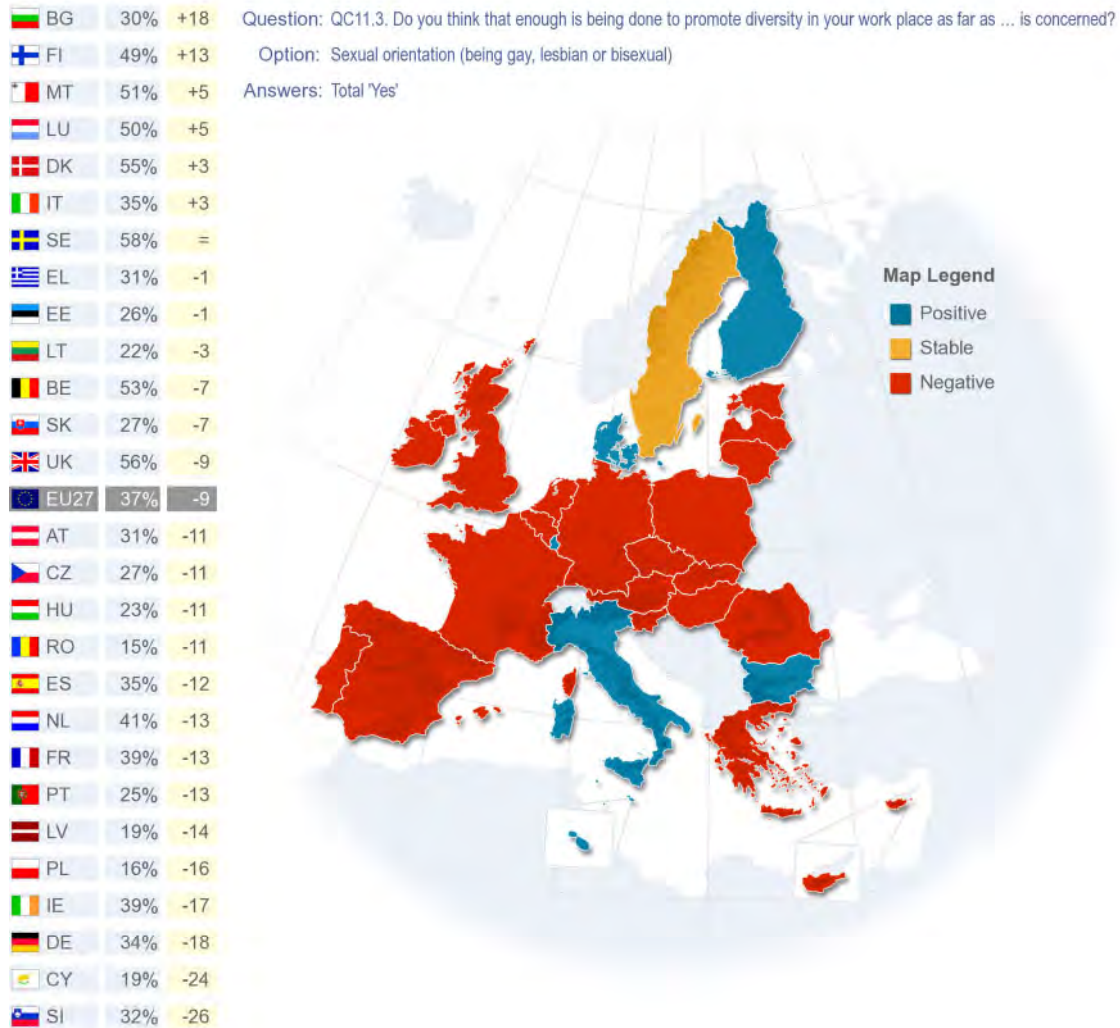 BG 30% +18
FI 49% +13
MT 51% +5
LU 50% +5
DK 55% +3
IT 35% +3
SE 58% =
EL 31% -1
EE 26% -1
LT 22% -3
BE 53% -7
SK 27% -7
UK 56% -9
EU27 37% -9
AT 31% -11
CZ 27% -11
HU 23% -11
RO 15% -11
ES 35% -12
NL 41% -13
FR 39% -13
PT 25% -13
LV 19% -14
PL 16% -16
IE 39% -17
DE 34% -18
CY 19% -24
SI 32% -26
Question: QC11.3. Do you think that enough is being done to promote diversity in your work place as far as ... is concerned?
Option: Sexual orientation (being gay, lesbian or bisexual)
Answers: Total 'Yes'
Map Legend
Positive
Stable
Negative